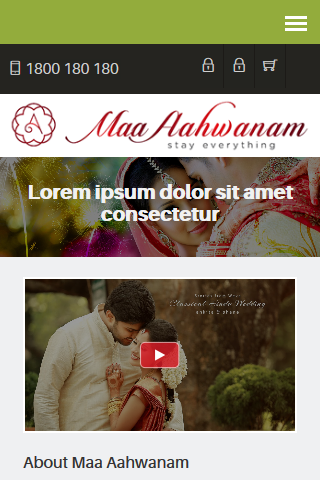 1800 180 180
A
Maa Aahwanam
stay everything
Lorem ipsum dolor sit amet
consectetur
Classical Hindu Wedding
About Maa Aahwanam